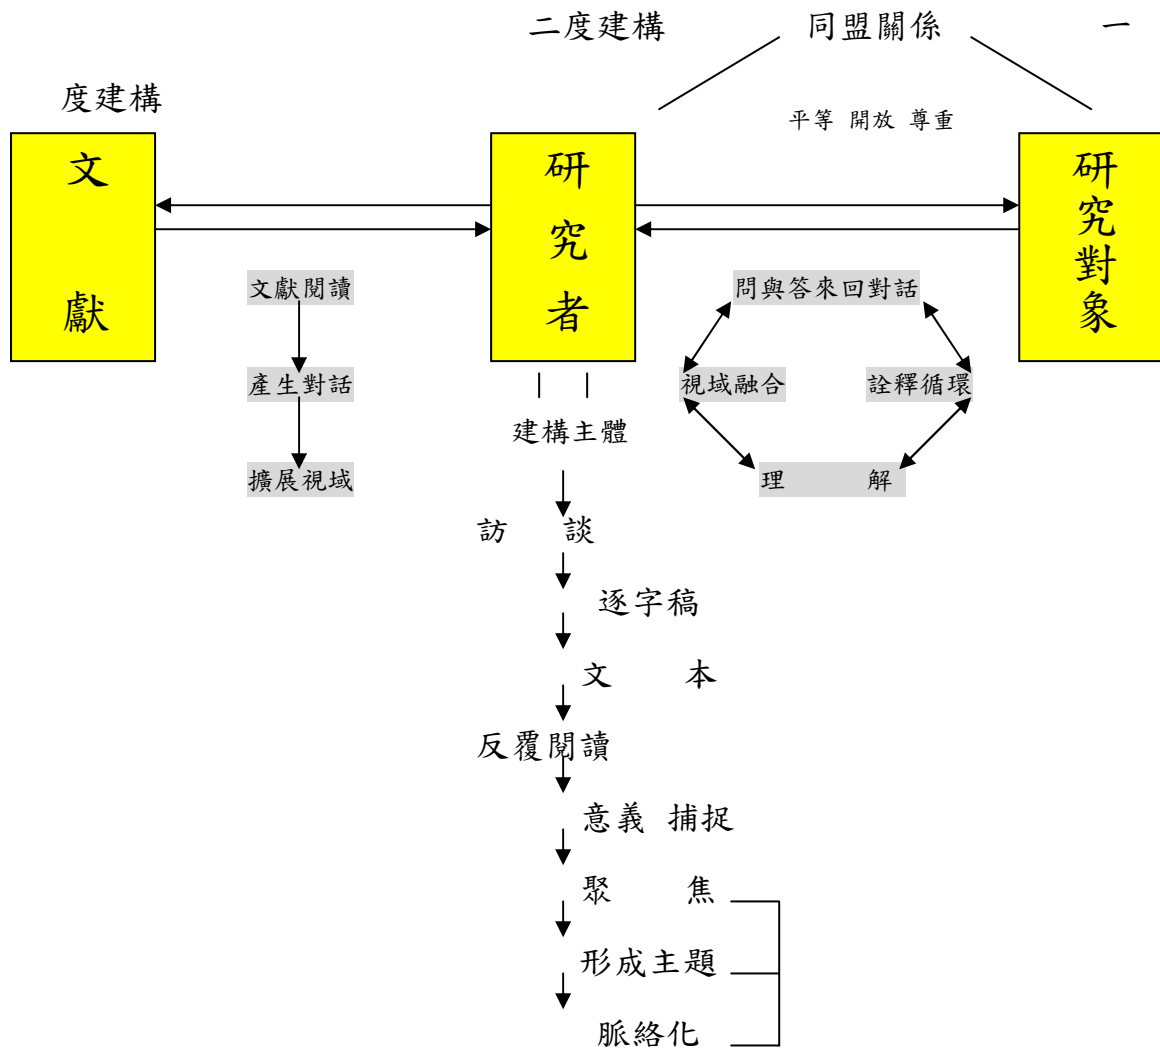 二度建構 同盟關係 一
度建構
平等 開放 尊重
文獻
研究者
研究對象
文獻閱讀
產生對話
擴展視域
問與答來回對話
視域融合 詮釋循環
理 解
建構主體
訪 談
逐字稿
文 本
反覆閱讀
意義 捕捉
聚 焦
形成主題
脈絡化